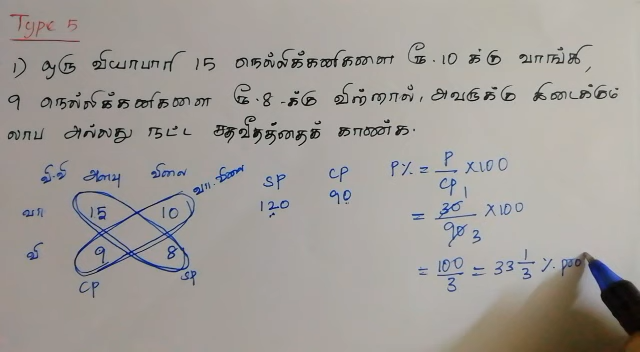 Type 5
1) ஒரு வியாபாரி 15 நெல்லிக்கனிகளை ரூ.10 க்கு வாங்கி,
9 நெல்லிக்கனிகளை ரூ.8-க்கு விற்றால், அவருக்கு கிடைக்கும்
லாப அல்லது நட்ட சதவீதத்தைக் காண்க.
வி.வி அளவு விலை வா.விலை
வா 15 10
வி 9 8
CP SP
SP CP
120 90
P% = P/CP × 100
= 30/90 × 100
1
3
= 100/3 = 33 1/3 %